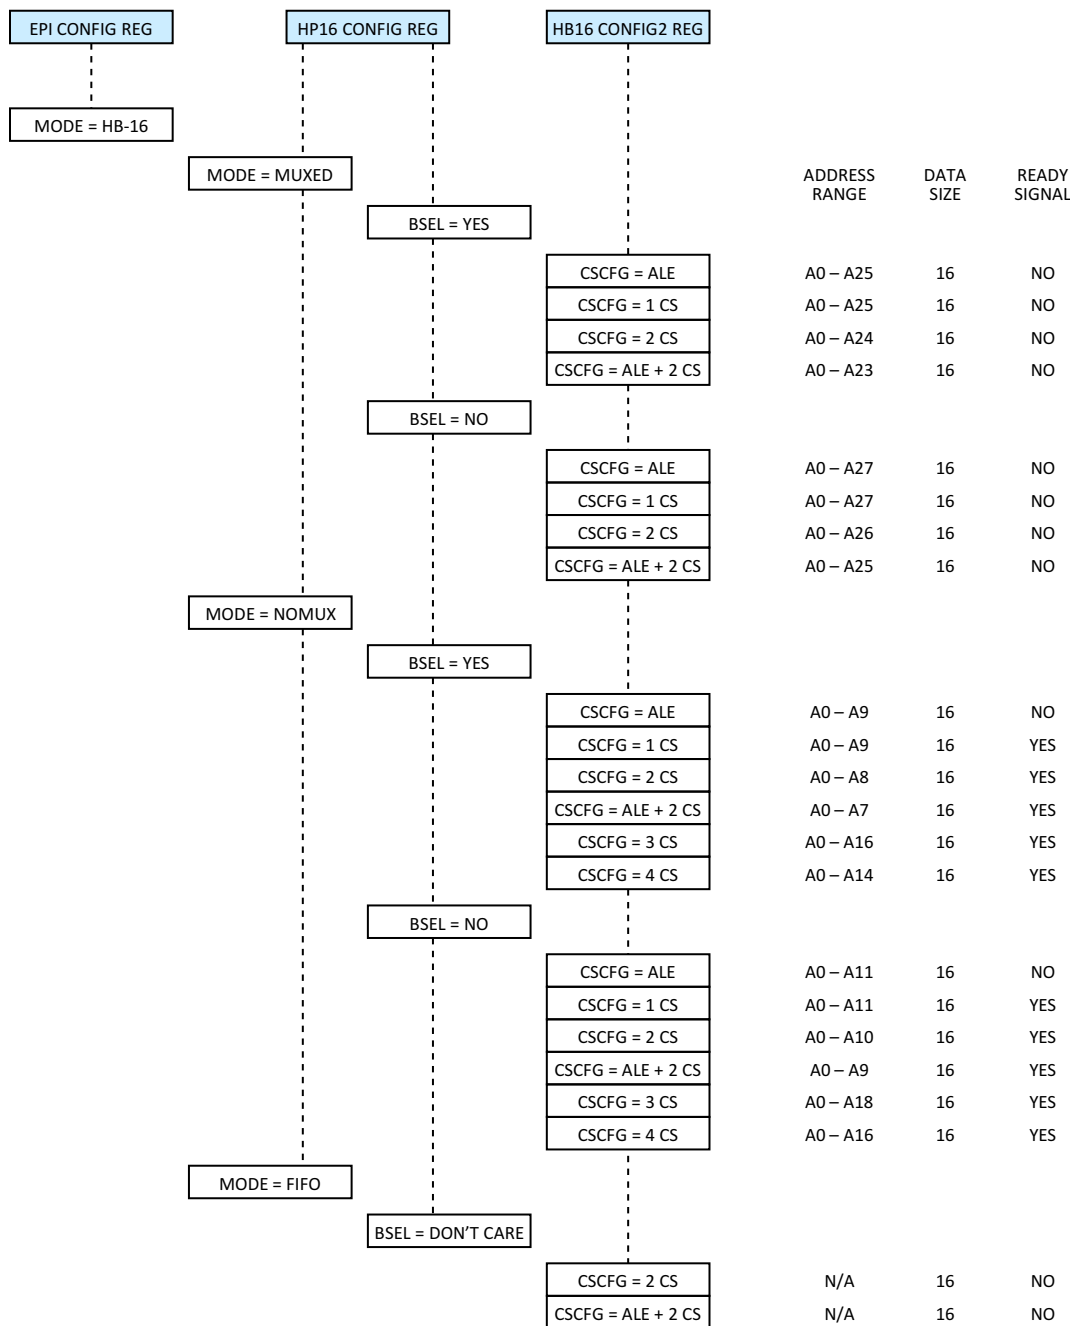 EPI CONFIG REG HP16 CONFIG REG HB16 CONFIG2 REG
MODE = HB-16
MODE = MUXED
ADDRESS RANGE DATA SIZE READY SIGNAL
BSEL = YES
CSCFG = ALE A0 – A25 16 NO
CSCFG = 1 CS A0 – A25 16 NO
CSCFG = 2 CS A0 – A24 16 NO
CSCFG = ALE + 2 CS A0 – A23 16 NO
BSEL = NO
CSCFG = ALE A0 – A27 16 NO
CSCFG = 1 CS A0 – A27 16 NO
CSCFG = 2 CS A0 – A26 16 NO
CSCFG = ALE + 2 CS A0 – A25 16 NO
MODE = NOMUX
BSEL = YES
CSCFG = ALE A0 – A9 16 NO
CSCFG = 1 CS A0 – A9 16 YES
CSCFG = 2 CS A0 – A8 16 YES
CSCFG = ALE + 2 CS A0 – A7 16 YES
CSCFG = 3 CS A0 – A16 16 YES
CSCFG = 4 CS A0 – A14 16 YES
BSEL = NO
CSCFG = ALE A0 – A11 16 NO
CSCFG = 1 CS A0 – A11 16 YES
CSCFG = 2 CS A0 – A10 16 YES
CSCFG = ALE + 2 CS A0 – A9 16 YES
CSCFG = 3 CS A0 – A18 16 YES
CSCFG = 4 CS A0 – A16 16 YES
MODE = FIFO
BSEL = DON’T CARE
CSCFG = 2 CS N/A 16 NO
CSCFG = ALE + 2 CS N/A 16 NO